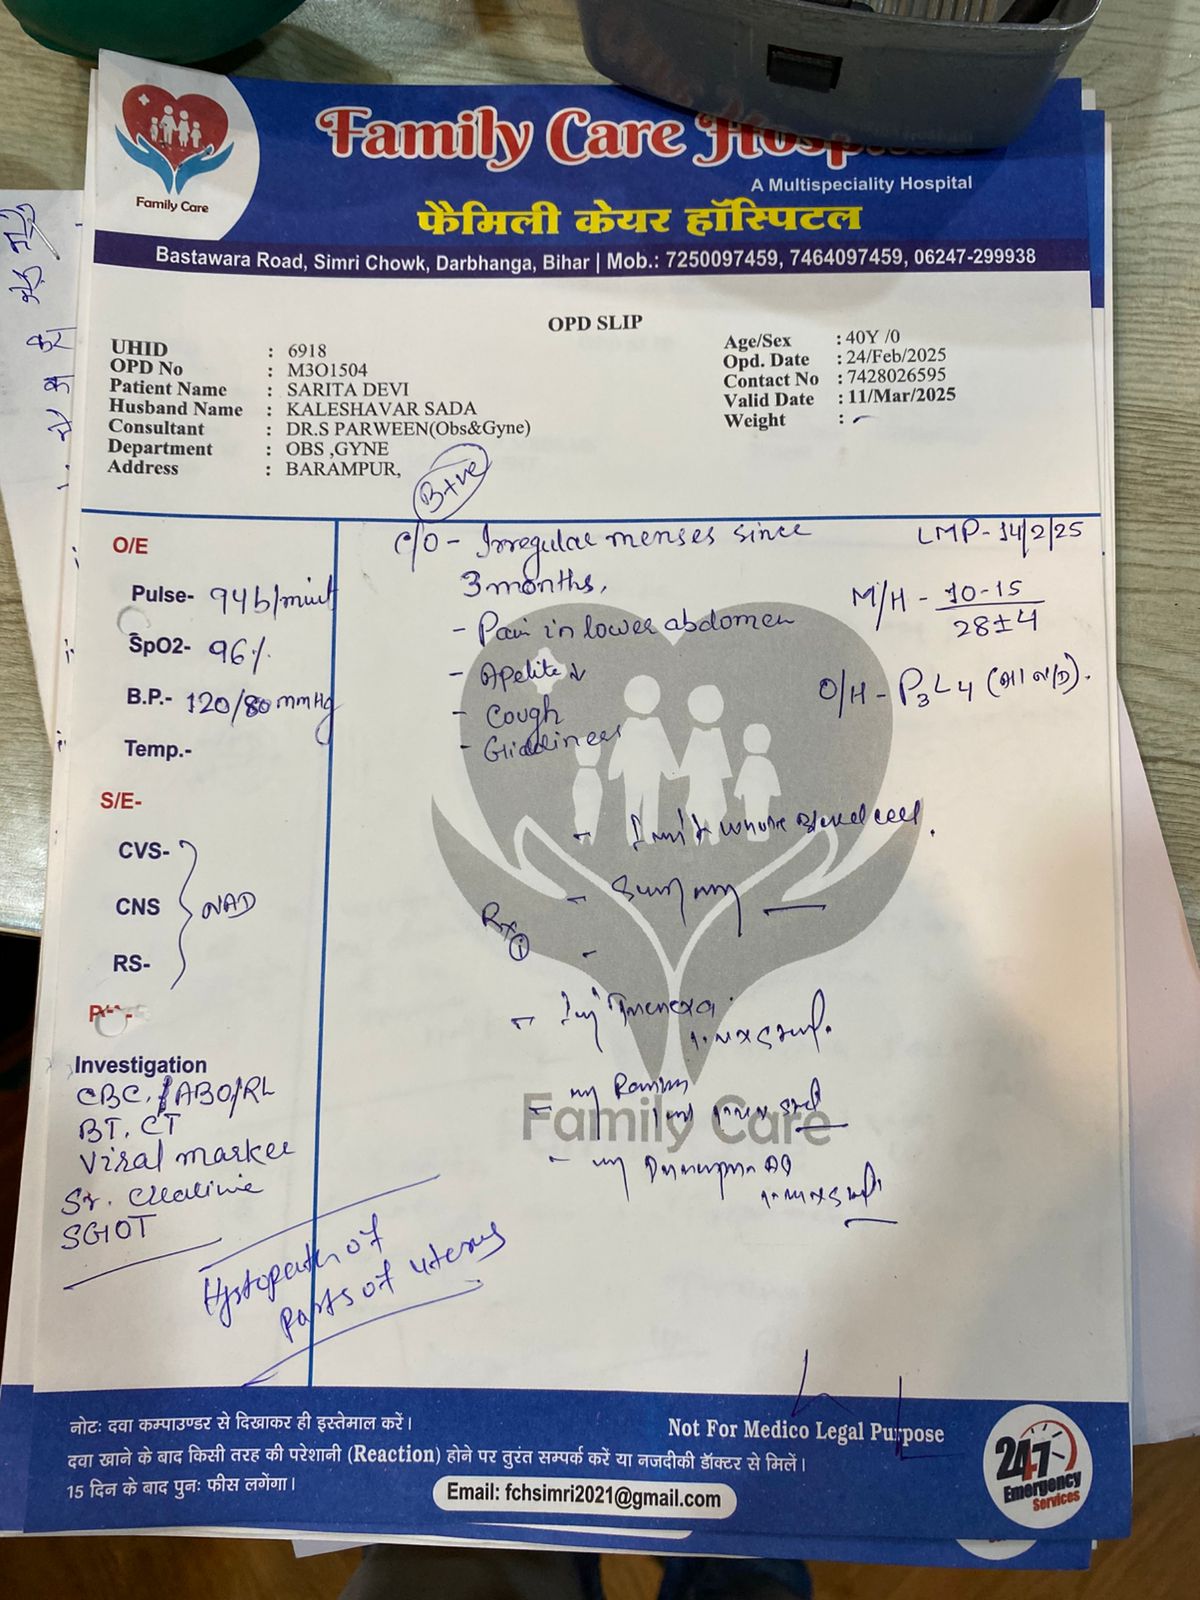 Family Care
Family Care
A Multispeciality Hospital
फैमिली केयर हॉस्पिटल
Bastawara Road, Simri Chowk, Darbhanga, Bihar | Mob.: 7250097459, 7464097459, 06247-299938
OPD SLIP
UHID : 6918
OPD No : M3O1504
Patient Name : SARITA DEVI
Husband Name : KALESHAVAR SADA
Consultant : DR.S PARWEEN(Obs&Gyne)
Department : OBS ,GYNE
Address : BARAMPUR,
Age/Sex : 40Y /0
Opd. Date : 24/Feb/2025
Contact No : 7428026595
Valid Date : 11/Mar/2025
Weight :
B+ve
O/E
Pulse- 94b/minit
SpO2- 96%
B.P.- 120/80 mmHg
Temp.-
S/E-
CVS-
CNS
RS-
NAD
Investigation
CBC, ABO/RL
BT, CT
Viral marker
Sr. Creatinie
SGOT
Hystopath of
parts of uterus
C/O - Irregular menses since
3 months,
- Pain in lower abdomen
- Apetite ↓
- Cough
- Giddiness
LMP- 14/2/25
M/H - 10-15
28±4
O/H - P3L4 (all N/D).
whole blood cell.
Rx
नोटः दवा कम्पाउण्डर से दिखाकर ही इस्तेमाल करें।
दवा खाने के बाद किसी तरह की परेशानी (Reaction) होने पर तुरंत सम्पर्क करें या नजदीकी डॉक्टर से मिलें।
15 दिन के बाद पुनः फीस लगेंगा।
Not For Medico Legal Purpose
Email: fchsimri2021@gmail.com
24x7
Emergency
Services
Family Care